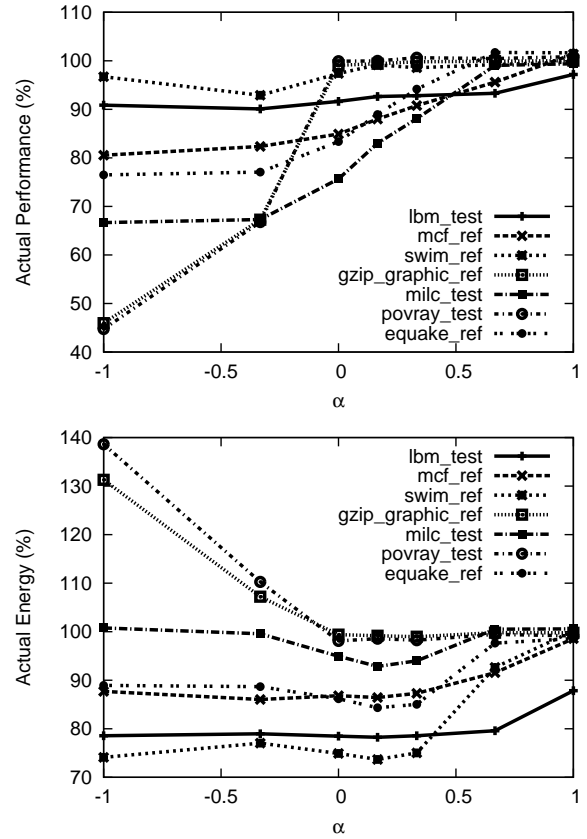 110
100
90
80
70
60
50
40
Actual Performance (%)
lbm_test
mcf_ref
swim_ref
gzip_graphic_ref
milc_test
povray_test
equake_ref
-1
-0.5
0
0.5
1
α
140
130
120
110
100
90
80
70
Actual Energy (%)
lbm_test
mcf_ref
swim_ref
gzip_graphic_ref
milc_test
povray_test
equake_ref
-1
-0.5
0
0.5
1
α